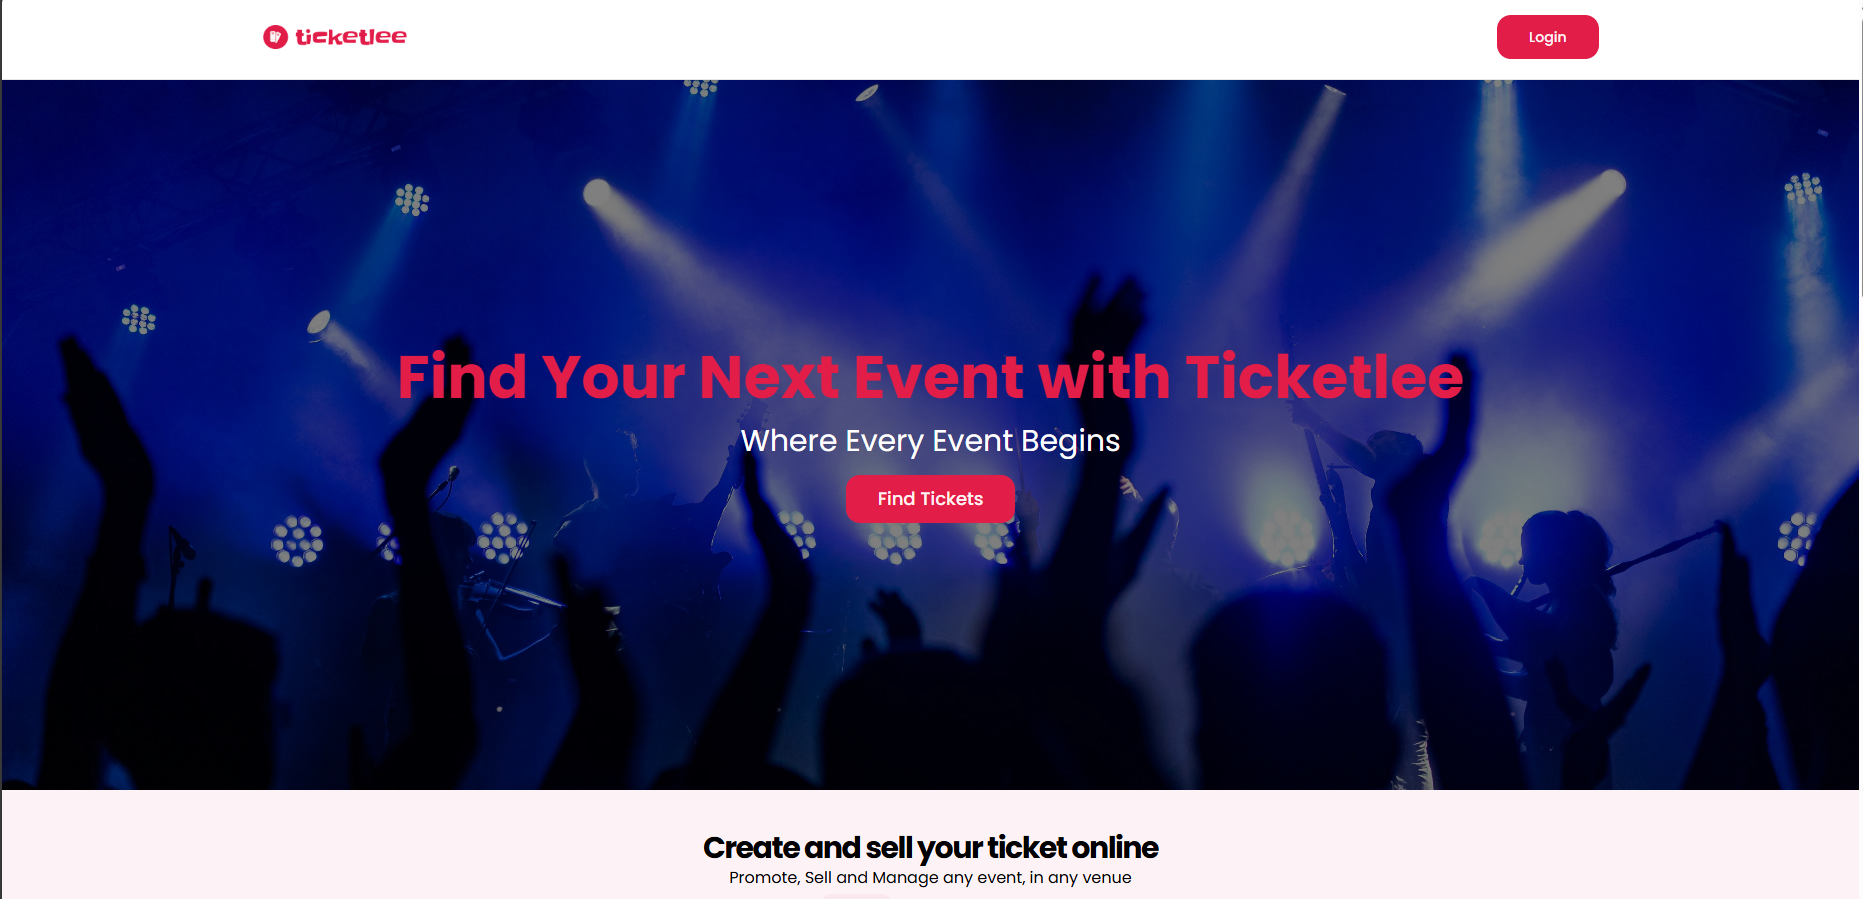 ticketlee
Login
Find Your Next Event with Ticketlee
Where Every Event Begins
Find Tickets
Create and sell your ticket online
Promote, Sell and Manage any event, in any venue